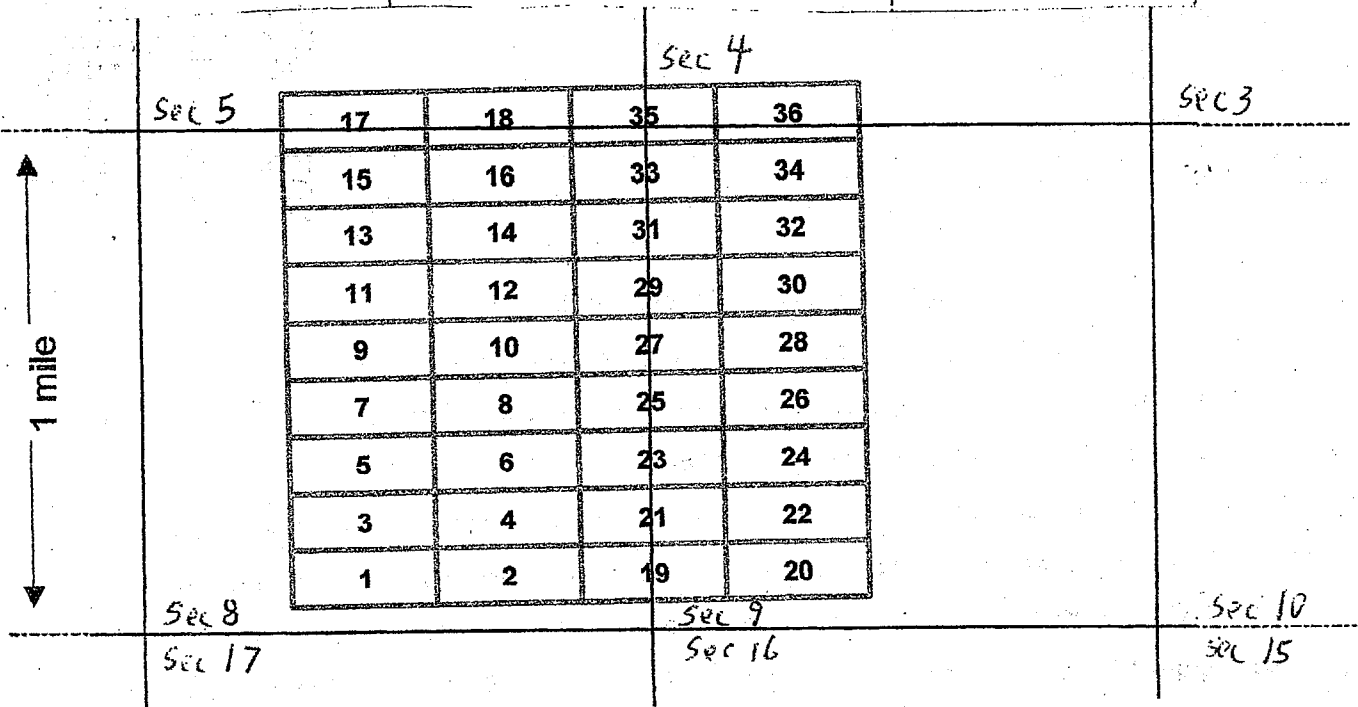 Sec 4
Sec 5
Sec 3
17 18 35 36
15 16 33 34
13 14 31 32
11 12 29 30
9 10 27 28
7 8 25 26
5 6 23 24
3 4 21 22
1 2 19 20
1 mile
Sec 8
Sec 9
Sec 10
Sec 17
Sec 16
Sec 15